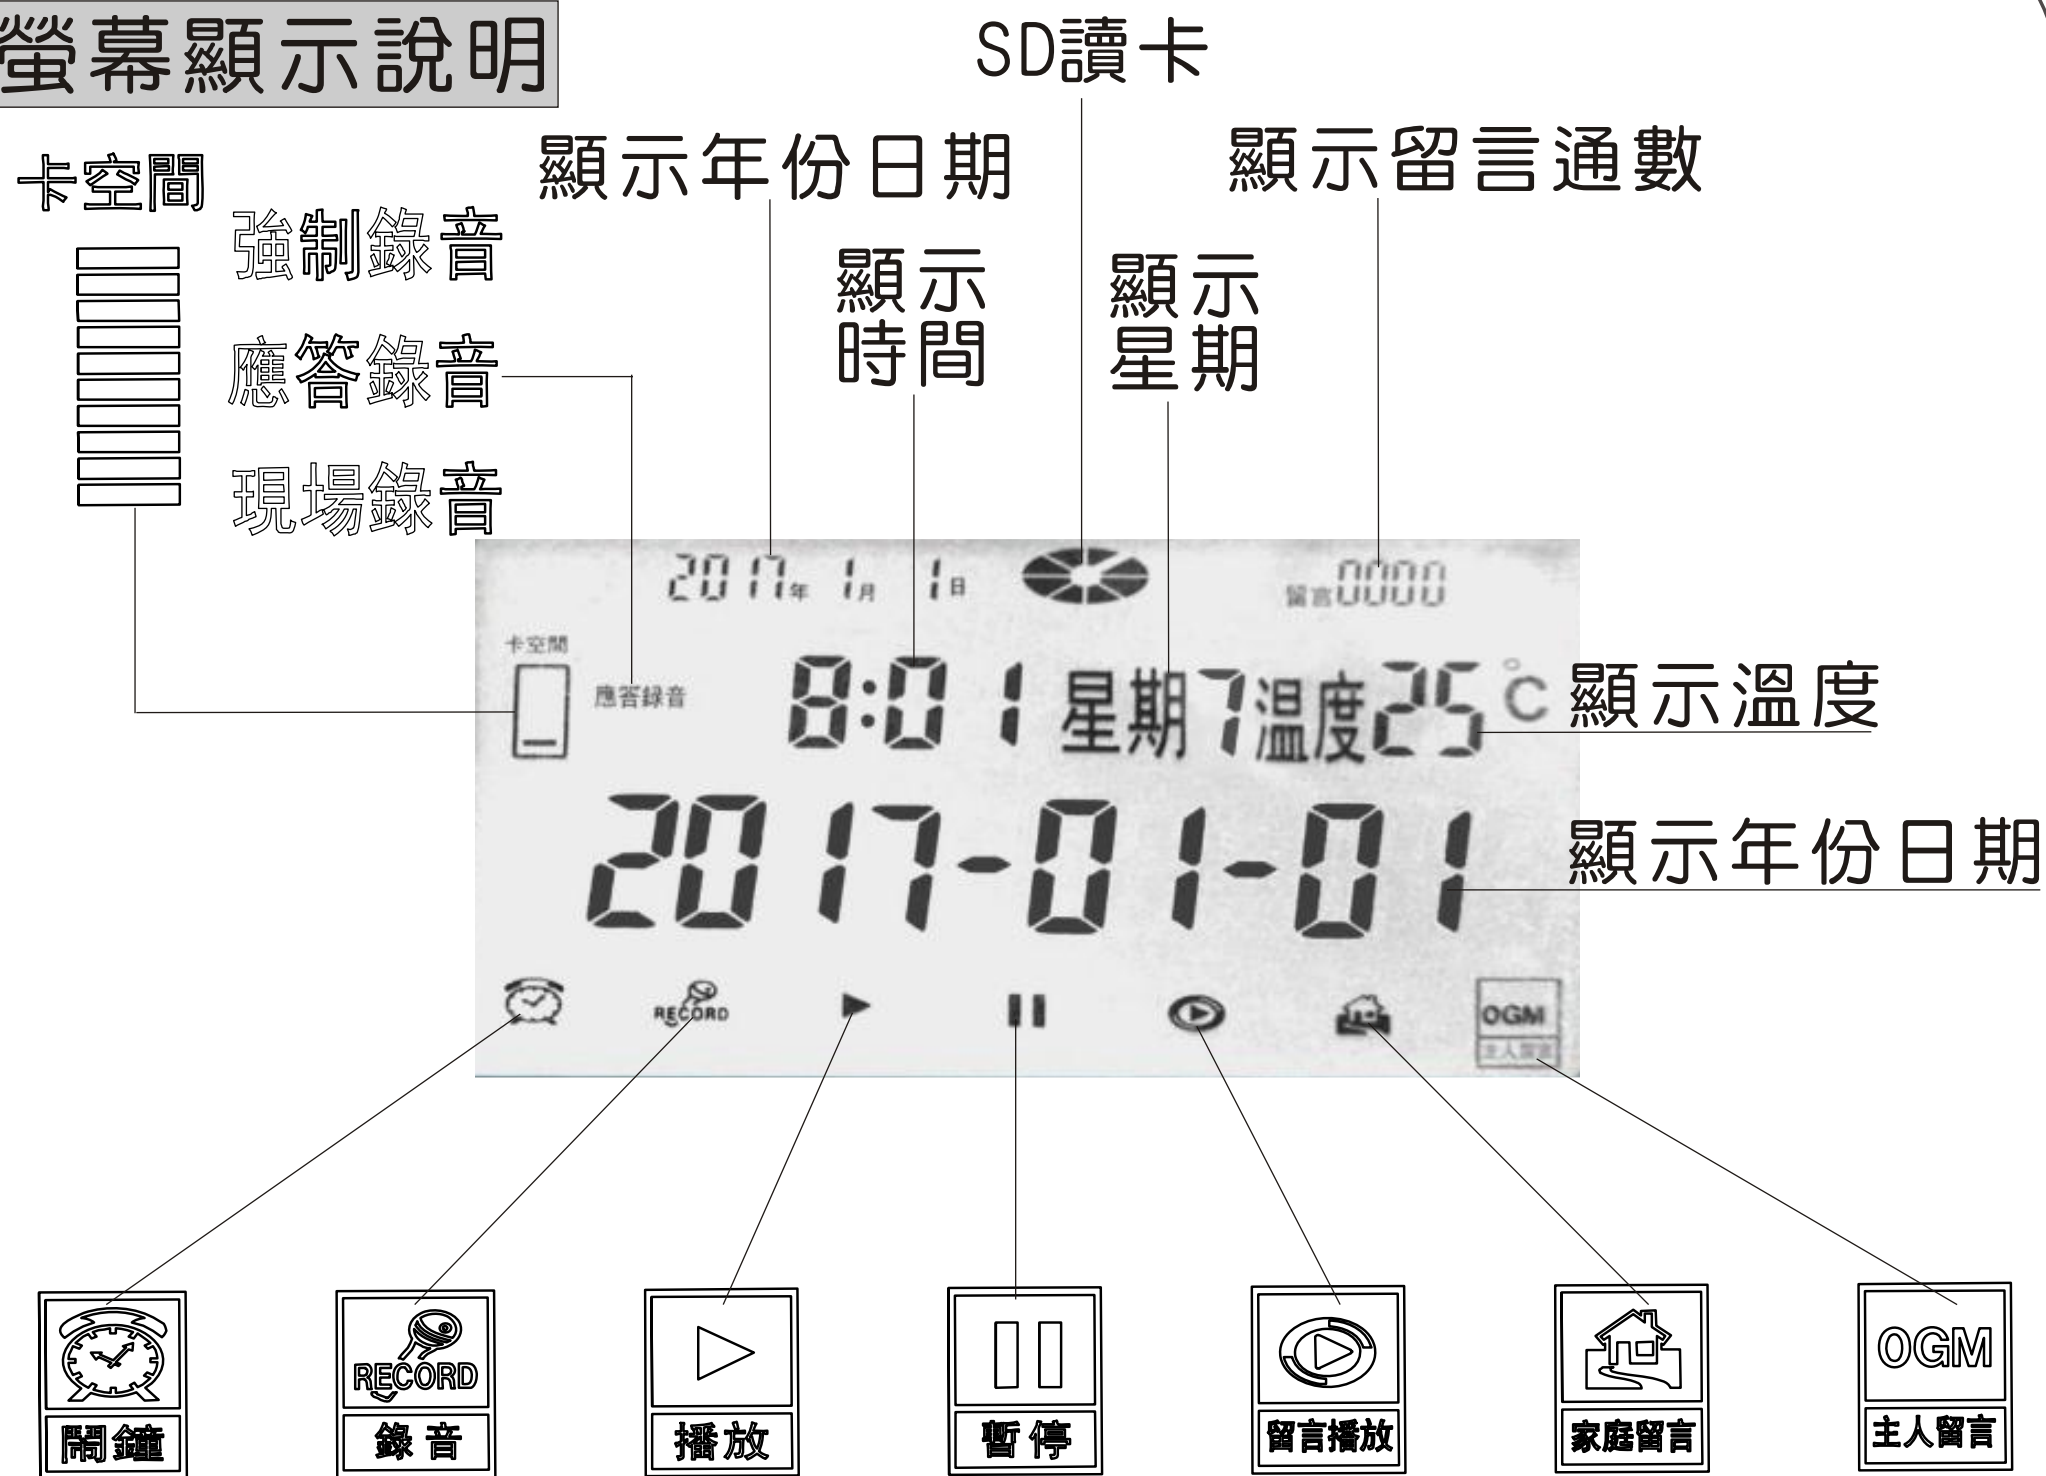 螢幕顯示說明
SD讀卡
顯示年份日期
顯示留言通數
卡空間
強制錄音
顯示
時間
顯示
星期
應答錄音
現場錄音
2017年 1月 1日
留言0000
卡空間
應答錄音
8:01 星期7溫度25°C
顯示溫度
2017-01-01
顯示年份日期
RECORD
OGM
主人留言
RECORD
OGM
鬧鐘
錄音
播放
暫停
留言播放
家庭留言
主人留言